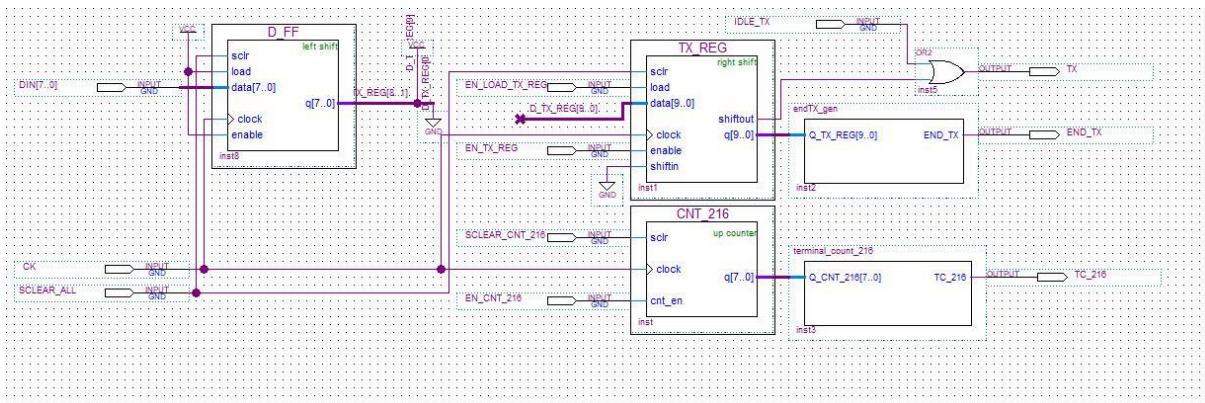 VCC
D_FF
left shift
sclr
load
data[7..0]
q[7..0]
clock
enable
inst8
DIN[7..0]
INPUT
GND
VCC
TX_REG[8..1]
GND
CK
INPUT
GND
SCLEAR_ALL
INPUT
GND
TX_REG
right shift
sclr
load
data[9..0]
shiftout
clock
q[9..0]
enable
shiftin
inst1
EN_LOAD_TX_REG
INPUT
GND
D_TX_REG[9..0]
EN_TX_REG
INPUT
GND
GND
CNT_216
up counter
sclr
clock
q[7..0]
cnt_en
inst
SCLEAR_CNT_216
INPUT
GND
EN_CNT_216
INPUT
GND
IDLE_TX
INPUT
GND
OR2
inst5
OUTPUT
TX
endTX_gen
Q_TX_REG[9..0]
END_TX
inst2
OUTPUT
END_TX
terminal_count_216
Q_CNT_216[7..0]
TC_216
inst3
OUTPUT
TC_216